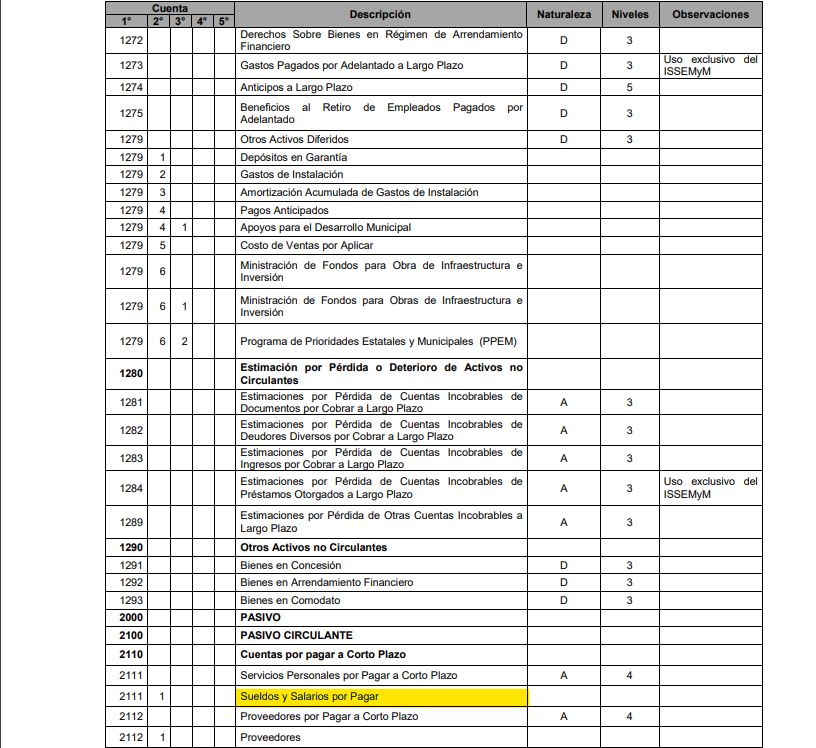 Cuenta Descripción Naturaleza Niveles Observaciones
1° 2° 3° 4° 5°
1272 Derechos Sobre Bienes en Régimen de Arrendamiento D 3
Financiero
1273 Gastos Pagados por Adelantado a Largo Plazo D 3 Uso exclusivo del
ISSEMyM
1274 Anticipos a Largo Plazo D 5
1275 Beneficios al Retiro de Empleados Pagados por D 3
Adelantado
1279 Otros Activos Diferidos D 3
1279 1 Depósitos en Garantía
1279 2 Gastos de Instalación
1279 3 Amortización Acumulada de Gastos de Instalación
1279 4 Pagos Anticipados
1279 4 1 Apoyos para el Desarrollo Municipal
1279 5 Costo de Ventas por Aplicar
1279 6 Ministración de Fondos para Obra de Infraestructura e
Inversión
1279 6 1 Ministración de Fondos para Obras de Infraestructura e
Inversión
1279 6 2 Programa de Prioridades Estatales y Municipales (PPEM)
1280 Estimación por Pérdida o Deterioro de Activos no
Circulantes
1281 Estimaciones por Pérdida de Cuentas Incobrables de A 3
Documentos por Cobrar a Largo Plazo
1282 Estimaciones por Pérdida de Cuentas Incobrables de A 3
Deudores Diversos por Cobrar a Largo Plazo
1283 Estimaciones por Pérdida de Cuentas Incobrables de A 3
Ingresos por Cobrar a Largo Plazo
1284 Estimaciones por Pérdida de Cuentas Incobrables de A 3 Uso exclusivo del
Préstamos Otorgados a Largo Plazo ISSEMyM
1289 Estimaciones por Pérdida de Otras Cuentas Incobrables a A 3
Largo Plazo
1290 Otros Activos no Circulantes
1291 Bienes en Concesión D 3
1292 Bienes en Arrendamiento Financiero D 3
1293 Bienes en Comodato D 3
2000 PASIVO
2100 PASIVO CIRCULANTE
2110 Cuentas por pagar a Corto Plazo
2111 Servicios Personales por Pagar a Corto Plazo A 4
2111 1 Sueldos y Salarios por Pagar
2112 Proveedores por Pagar a Corto Plazo A 4
2112 1 Proveedores